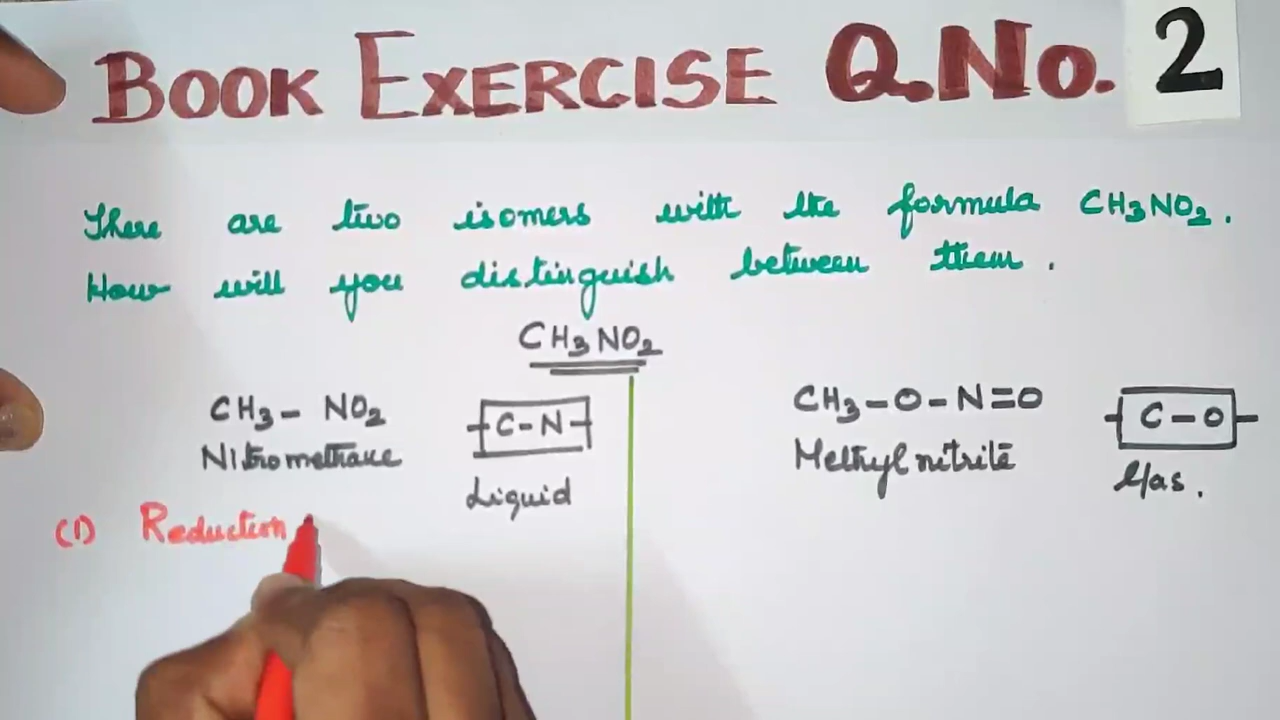 BOOK EXERCISE Q.No. 2
There are two isomers with the formula CH3NO2.
How will you distinguish between them.
CH3NO2
CH3 - NO2
C - N
Nitromethane
Liquid
CH3 - O - N = O
C - O
Methyl nitrite
Gas.
(1) Reduction